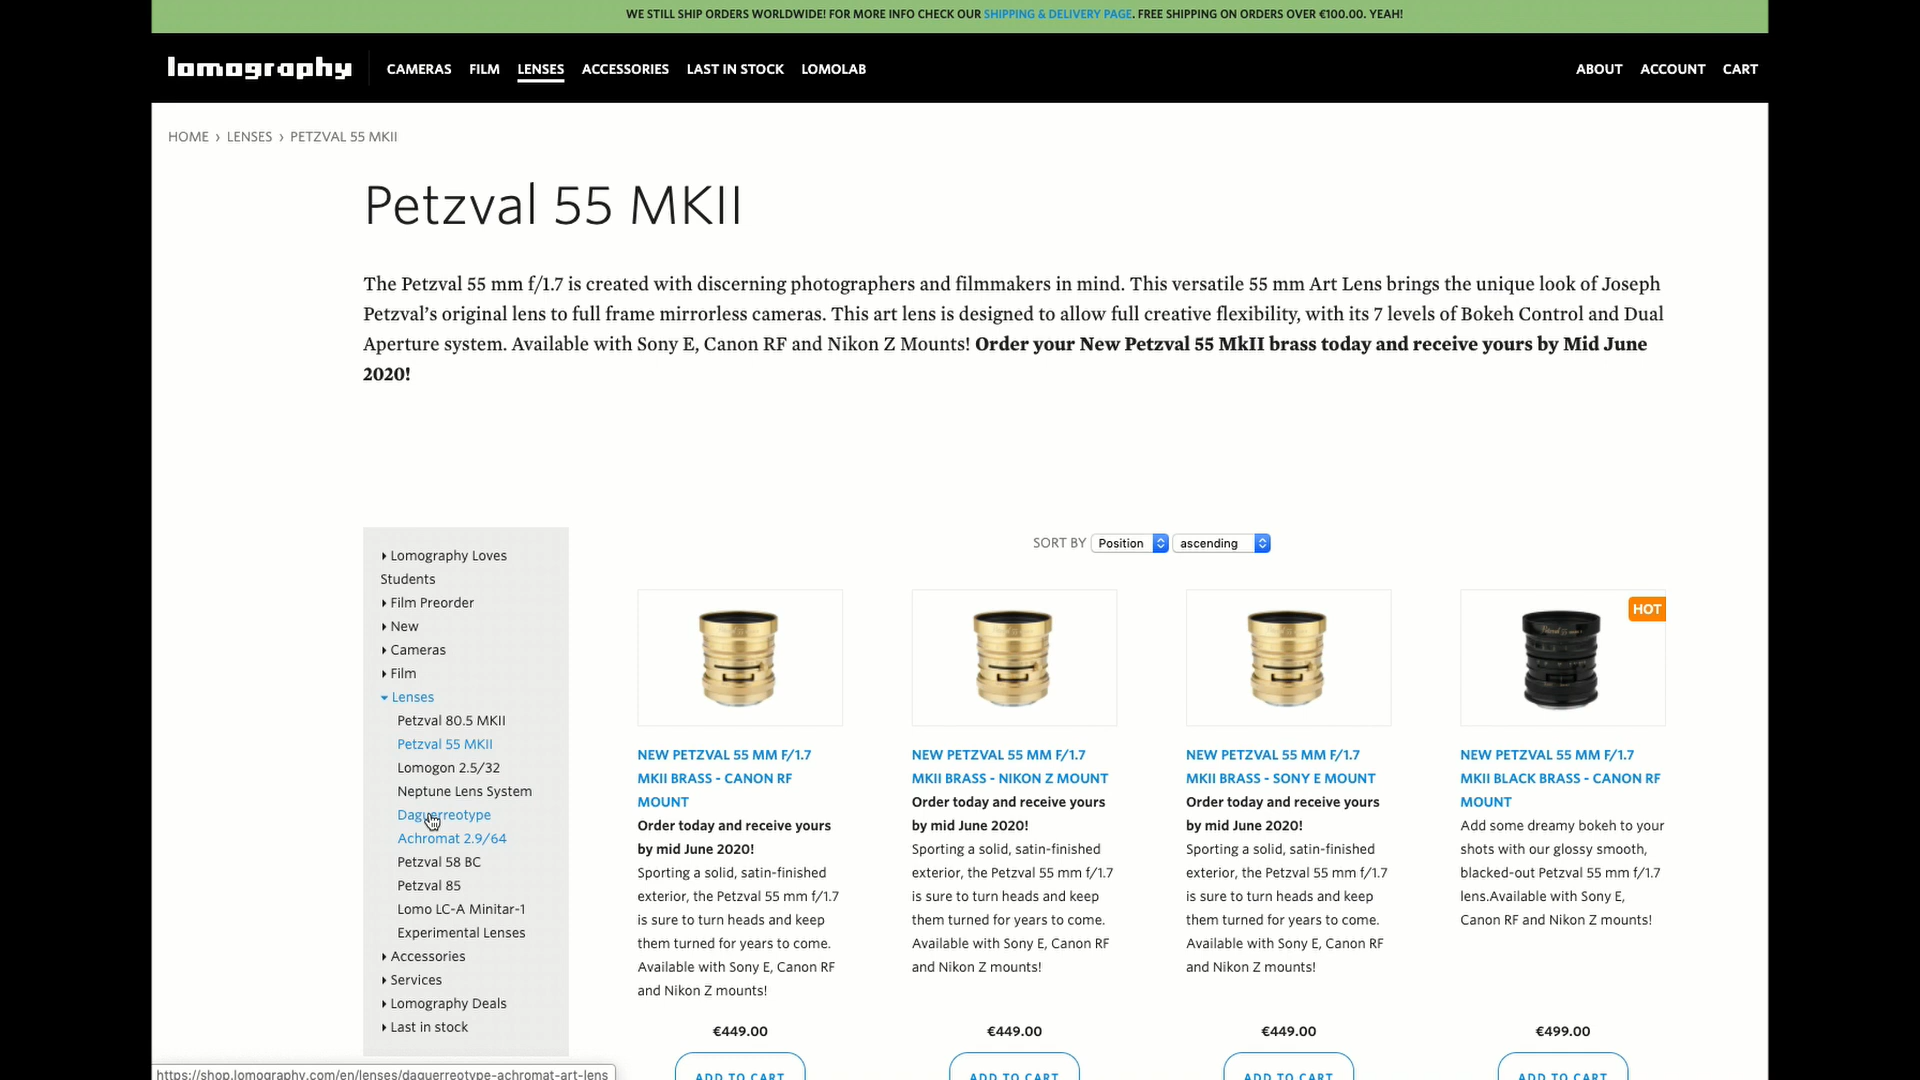 WE STILL SHIP ORDERS WORLDWIDE! FOR MORE INFO CHECK OUR SHIPPING & DELIVERY PAGE. FREE SHIPPING ON ORDERS OVER €100.00. YEAH!
lomography CAMERAS FILM LENSES ACCESSORIES LAST IN STOCK LOMOLAB ABOUT ACCOUNT CART
HOME › LENSES › PETZVAL 55 MKII
Petzval 55 MKII
The Petzval 55 mm f/1.7 is created with discerning photographers and filmmakers in mind. This versatile 55 mm Art Lens brings the unique look of Joseph
Petzval’s original lens to full frame mirrorless cameras. This art lens is designed to allow full creative flexibility, with its 7 levels of Bokeh Control and Dual
Aperture system. Available with Sony E, Canon RF and Nikon Z Mounts! Order your New Petzval 55 MkII brass today and receive yours by Mid June
2020!
Lomography Loves
Students
Film Preorder
New
Cameras
Film
Lenses
Petzval 80.5 MKII
Petzval 55 MKII
Lomogon 2.5/32
Neptune Lens System
Daguerreotype
Achromat 2.9/64
Petzval 58 BC
Petzval 85
Lomo LC-A Minitar-1
Experimental Lenses
Accessories
Services
Lomography Deals
Last in stock
SORT BY Position ascending
NEW PETZVAL 55 MM F/1.7
MKII BRASS - CANON RF
MOUNT
Order today and receive yours
by mid June 2020!
Sporting a solid, satin-finished
exterior, the Petzval 55 mm f/1.7
is sure to turn heads and keep
them turned for years to come.
Available with Sony E, Canon RF
and Nikon Z mounts!
€449.00
ADD TO CART
NEW PETZVAL 55 MM F/1.7
MKII BRASS - NIKON Z MOUNT
Order today and receive yours
by mid June 2020!
Sporting a solid, satin-finished
exterior, the Petzval 55 mm f/1.7
is sure to turn heads and keep
them turned for years to come.
Available with Sony E, Canon RF
and Nikon Z mounts!
€449.00
ADD TO CART
NEW PETZVAL 55 MM F/1.7
MKII BRASS - SONY E MOUNT
Order today and receive yours
by mid June 2020!
Sporting a solid, satin-finished
exterior, the Petzval 55 mm f/1.7
is sure to turn heads and keep
them turned for years to come.
Available with Sony E, Canon RF
and Nikon Z mounts!
€449.00
ADD TO CART
HOT
NEW PETZVAL 55 MM F/1.7
MKII BLACK BRASS - CANON RF
MOUNT
Add some dreamy bokeh to your
shots with our glossy smooth,
blacked-out Petzval 55 mm f/1.7
lens.Available with Sony E,
Canon RF and Nikon Z mounts!
€499.00
ADD TO CART
https://shop.lomography.com/en/lenses/daguerreotype-achromat-art-lens